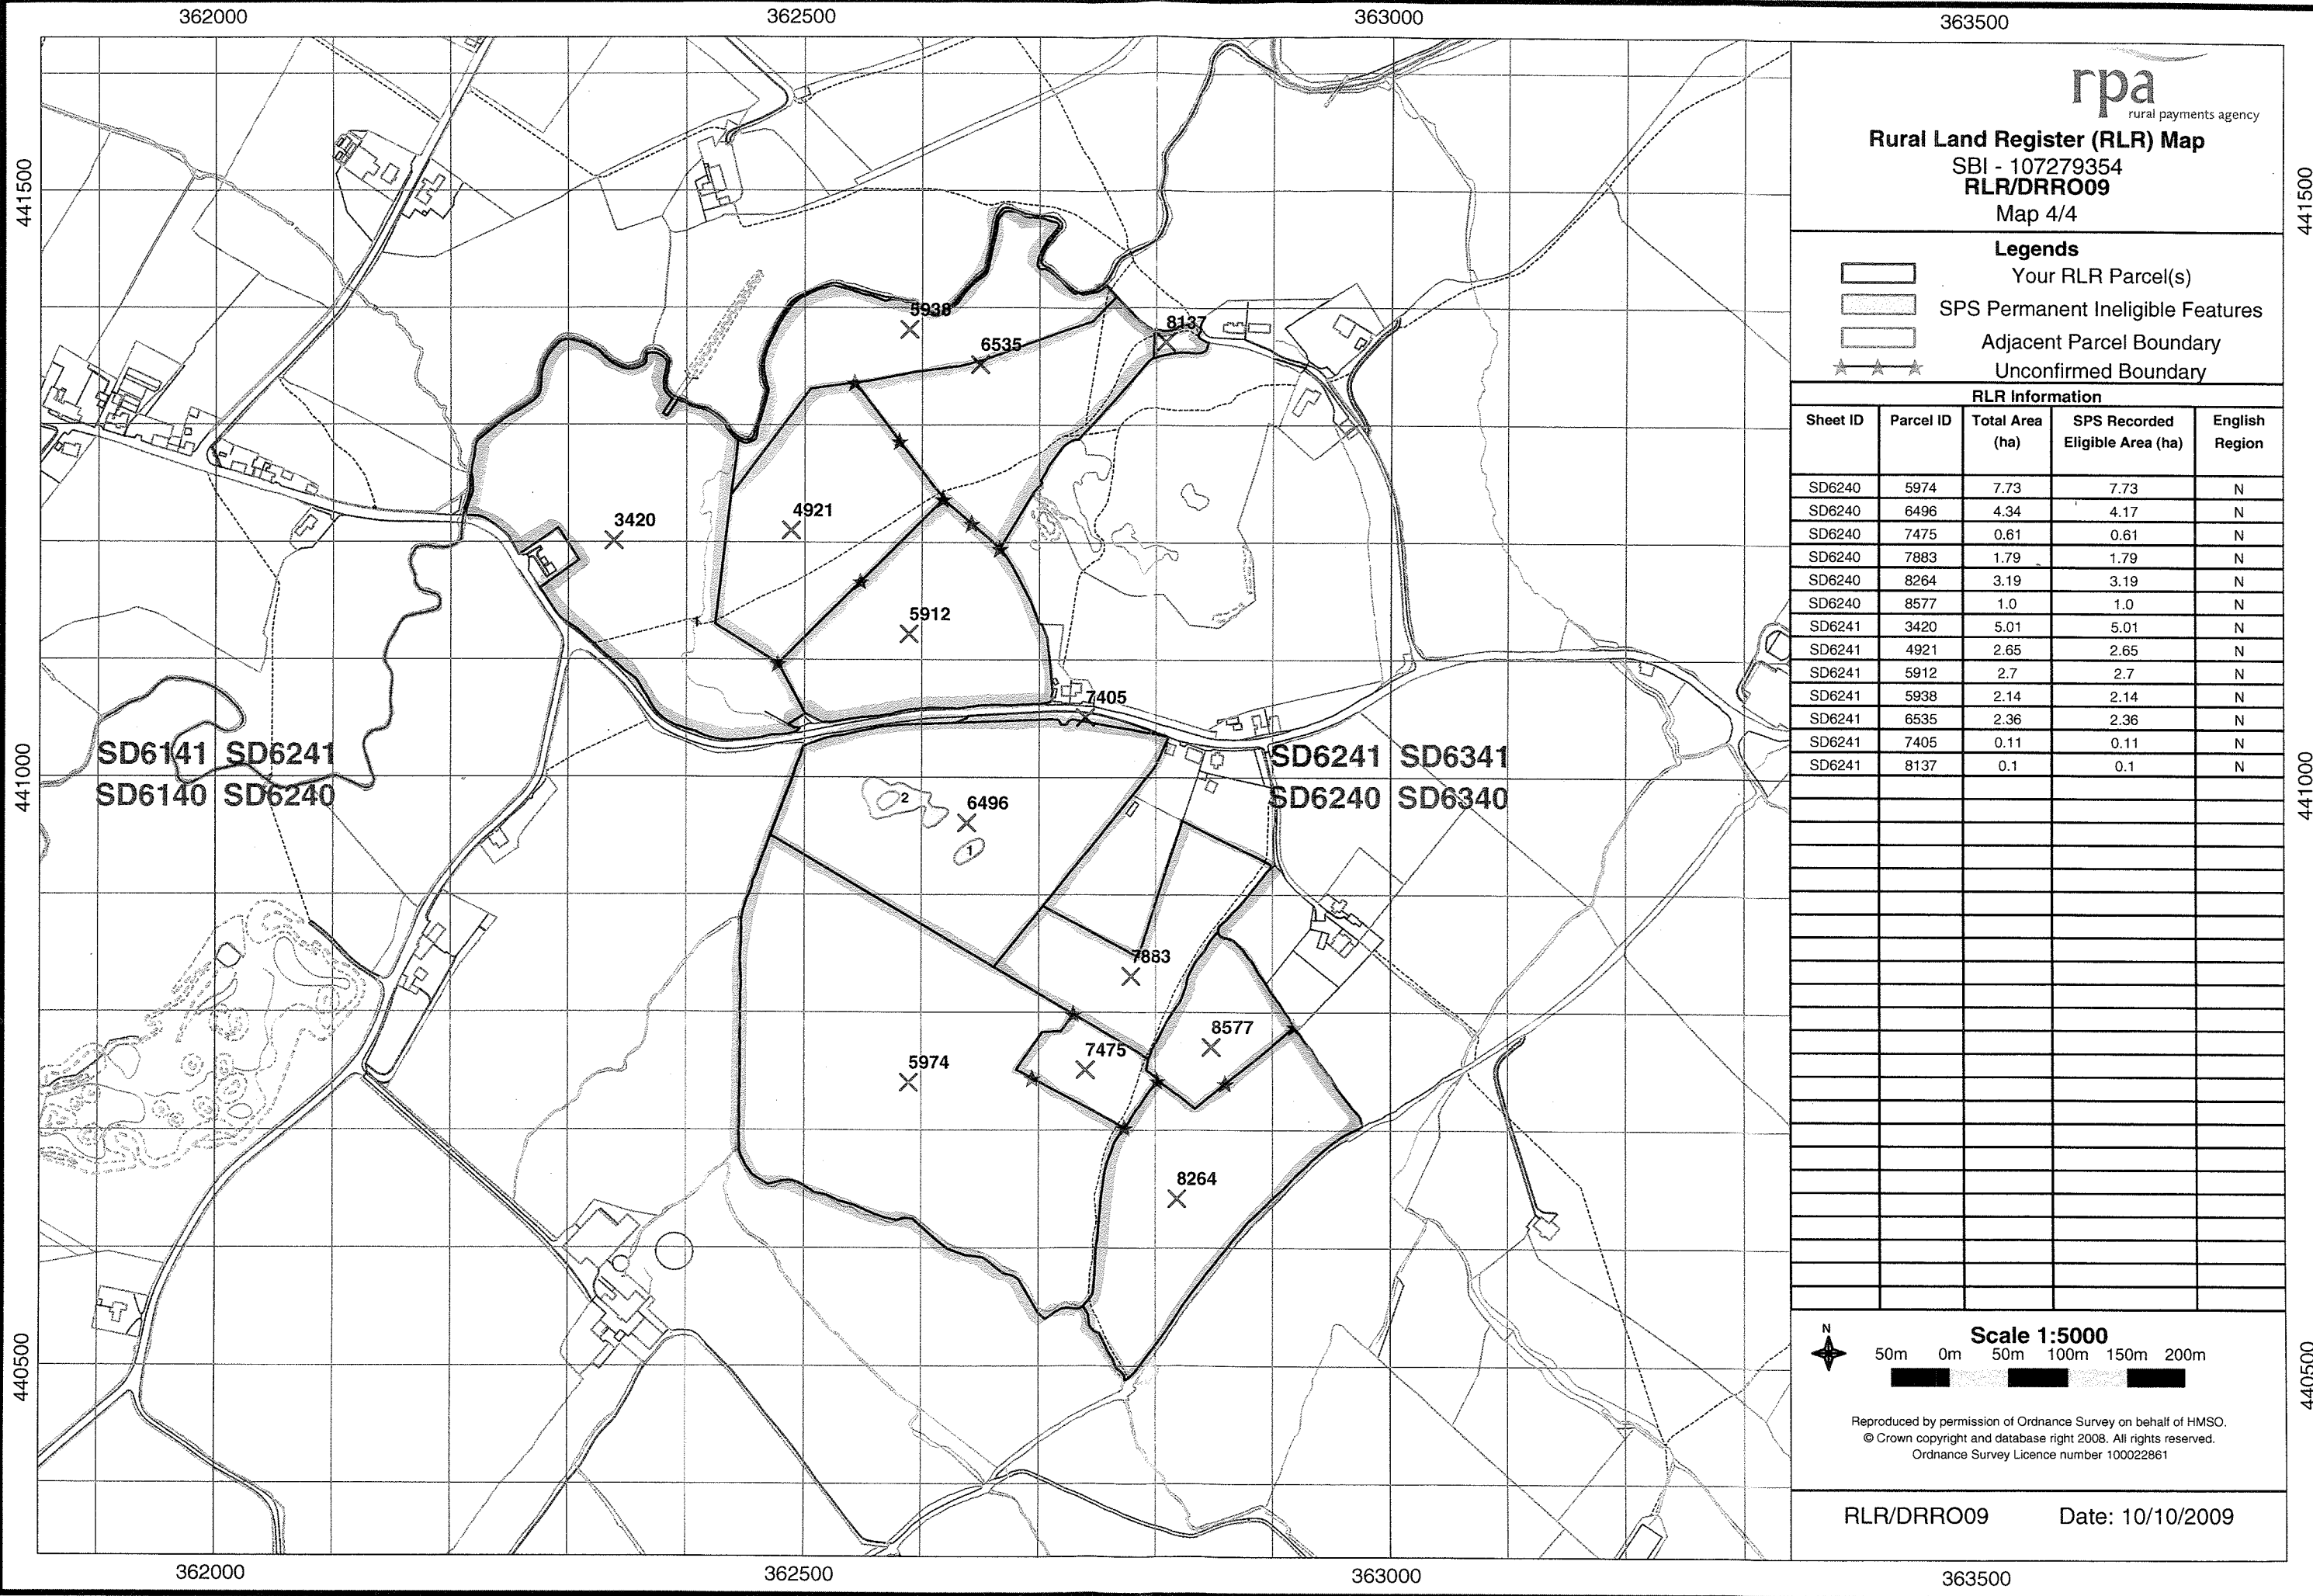 362000 362500 363000 363500
441500
441000
440500
441500
441000
440500
362000 362500 363000 363500
5938
8137
6535
4921
3420
5912
7405
SD6141 SD6241
SD6140 SD6240
SD6241 SD6341
SD6240 SD6340
2
6496
1
7883
8577
7475
5974
8264
rpa
rural payments agency
Rural Land Register (RLR) Map
SBI - 107279354
RLR/DRRO09
Map 4/4
Legends
Your RLR Parcel(s)
SPS Permanent Ineligible Features
Adjacent Parcel Boundary
Unconfirmed Boundary
RLR Information
Sheet ID Parcel ID Total Area (ha) SPS Recorded Eligible Area (ha) English Region
SD6240 5974 7.73 7.73 N
SD6240 6496 4.34 4.17 N
SD6240 7475 0.61 0.61 N
SD6240 7883 1.79 1.79 N
SD6240 8264 3.19 3.19 N
SD6240 8577 1.0 1.0 N
SD6241 3420 5.01 5.01 N
SD6241 4921 2.65 2.65 N
SD6241 5912 2.7 2.7 N
SD6241 5938 2.14 2.14 N
SD6241 6535 2.36 2.36 N
SD6241 7405 0.11 0.11 N
SD6241 8137 0.1 0.1 N
N
Scale 1:5000
50m 0m 50m 100m 150m 200m
Reproduced by permission of Ordnance Survey on behalf of HMSO.
© Crown copyright and database right 2008. All rights reserved.
Ordnance Survey Licence number 100022861
RLR/DRRO09 Date: 10/10/2009